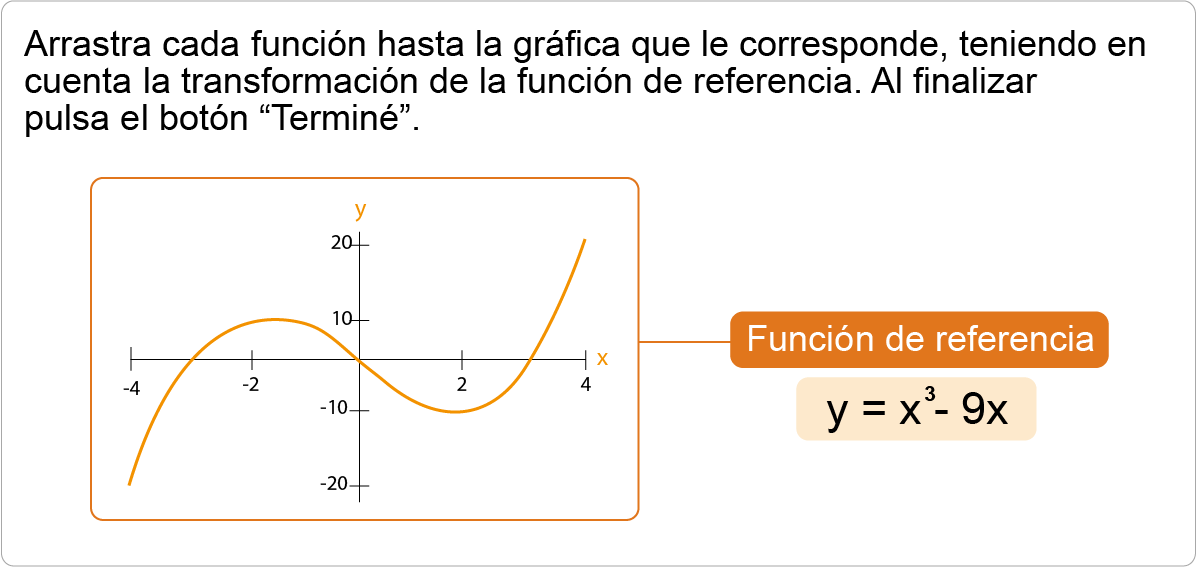 Arrastra cada función hasta la gráfica que le corresponde, teniendo en
cuenta la transformación de la función de referencia. Al finalizar
pulsa el botón “Terminé”.
y
20
10
x
-4
-2
2
4
-10
-20
Función de referencia
y = x³- 9x